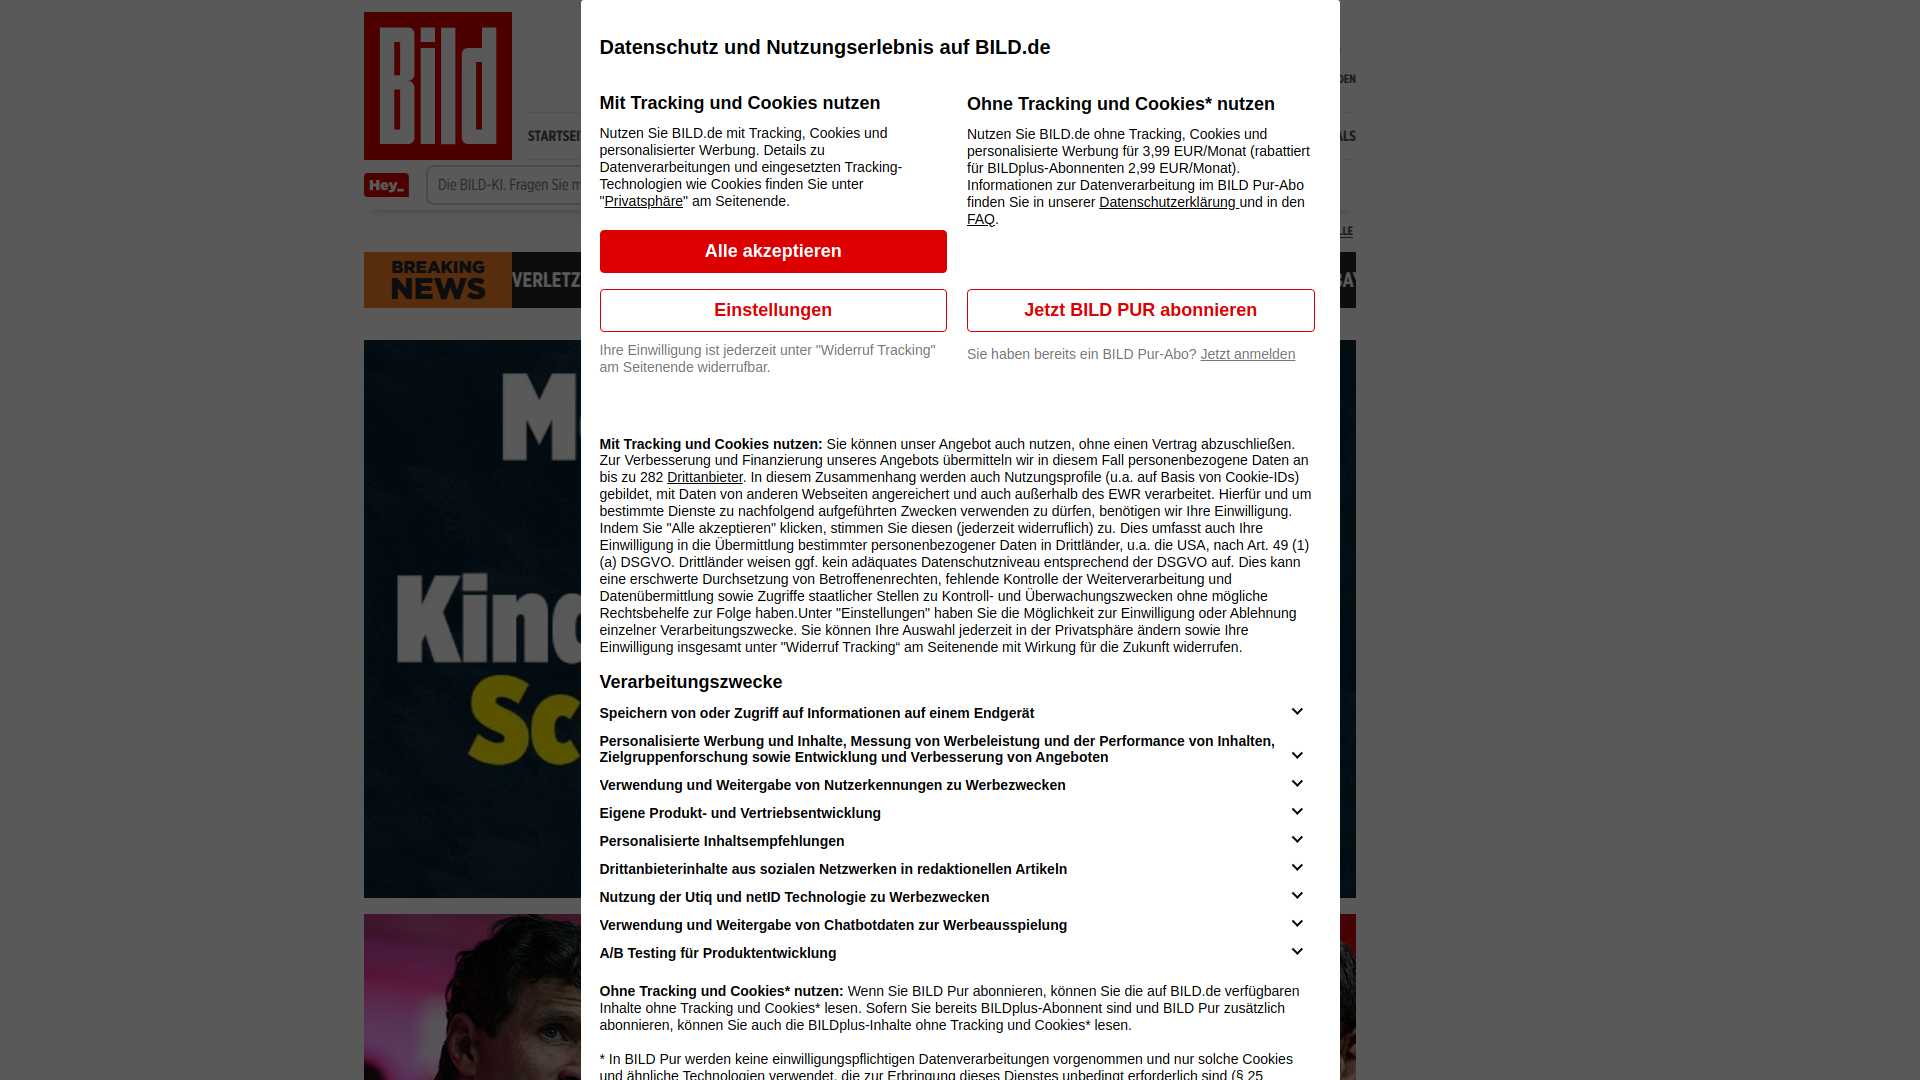 Bild
STARTSEI
Hey_
Die BILD-KI. Fragen Sie m
BREAKING
NEWS
VERLETZ
M
Kind
Sc
Datenschutz und Nutzungserlebnis auf BILD.de
Mit Tracking und Cookies nutzen
Nutzen Sie BILD.de mit Tracking, Cookies und
personalisierter Werbung. Details zu
Datenverarbeitungen und eingesetzten Tracking-
Technologien wie Cookies finden Sie unter
"Privatsphäre" am Seitenende.
Alle akzeptieren
Einstellungen
Ihre Einwilligung ist jederzeit unter "Widerruf Tracking"
am Seitenende widerrufbar.
Ohne Tracking und Cookies* nutzen
Nutzen Sie BILD.de ohne Tracking, Cookies und
personalisierte Werbung für 3,99 EUR/Monat (rabattiert
für BILDplus-Abonnenten 2,99 EUR/Monat).
Informationen zur Datenverarbeitung im BILD Pur-Abo
finden Sie in unserer Datenschutzerklärung und in den
FAQ.
Jetzt BILD PUR abonnieren
Sie haben bereits ein BILD Pur-Abo? Jetzt anmelden
Mit Tracking und Cookies nutzen: Sie können unser Angebot auch nutzen, ohne einen Vertrag abzuschließen.
Zur Verbesserung und Finanzierung unseres Angebots übermitteln wir in diesem Fall personenbezogene Daten an
bis zu 282 Drittanbieter. In diesem Zusammenhang werden auch Nutzungsprofile (u.a. auf Basis von Cookie-IDs)
gebildet, mit Daten von anderen Webseiten angereichert und auch außerhalb des EWR verarbeitet. Hierfür und um
bestimmte Dienste zu nachfolgend aufgeführten Zwecken verwenden zu dürfen, benötigen wir Ihre Einwilligung.
Indem Sie "Alle akzeptieren" klicken, stimmen Sie diesen (jederzeit widerruflich) zu. Dies umfasst auch Ihre
Einwilligung in die Übermittlung bestimmter personenbezogener Daten in Drittländer, u.a. die USA, nach Art. 49 (1)
(a) DSGVO. Drittländer weisen ggf. kein adäquates Datenschutzniveau entsprechend der DSGVO auf. Dies kann
eine erschwerte Durchsetzung von Betroffenenrechten, fehlende Kontrolle der Weiterverarbeitung und
Datenübermittlung sowie Zugriffe staatlicher Stellen zu Kontroll- und Überwachungszwecken ohne mögliche
Rechtsbehelfe zur Folge haben.Unter "Einstellungen" haben Sie die Möglichkeit zur Einwilligung oder Ablehnung
einzelner Verarbeitungszwecke. Sie können Ihre Auswahl jederzeit in der Privatsphäre ändern sowie Ihre
Einwilligung insgesamt unter "Widerruf Tracking“ am Seitenende mit Wirkung für die Zukunft widerrufen.
Verarbeitungszwecke
Speichern von oder Zugriff auf Informationen auf einem Endgerät
Personalisierte Werbung und Inhalte, Messung von Werbeleistung und der Performance von Inhalten,
Zielgruppenforschung sowie Entwicklung und Verbesserung von Angeboten
Verwendung und Weitergabe von Nutzerkennungen zu Werbezwecken
Eigene Produkt- und Vertriebsentwicklung
Personalisierte Inhaltsempfehlungen
Drittanbieterinhalte aus sozialen Netzwerken in redaktionellen Artikeln
Nutzung der Utiq und netID Technologie zu Werbezwecken
Verwendung und Weitergabe von Chatbotdaten zur Werbeausspielung
A/B Testing für Produktentwicklung
Ohne Tracking und Cookies* nutzen: Wenn Sie BILD Pur abonnieren, können Sie die auf BILD.de verfügbaren
Inhalte ohne Tracking und Cookies* lesen. Sofern Sie bereits BILDplus-Abonnent sind und BILD Pur zusätzlich
abonnieren, können Sie auch die BILDplus-Inhalte ohne Tracking und Cookies* lesen.
* In BILD Pur werden keine einwilligungspflichtigen Datenverarbeitungen vorgenommen und nur solche Cookies
und ähnliche Technologien verwendet, die zur Erbringung dieses Dienstes unbedingt erforderlich sind (§ 25